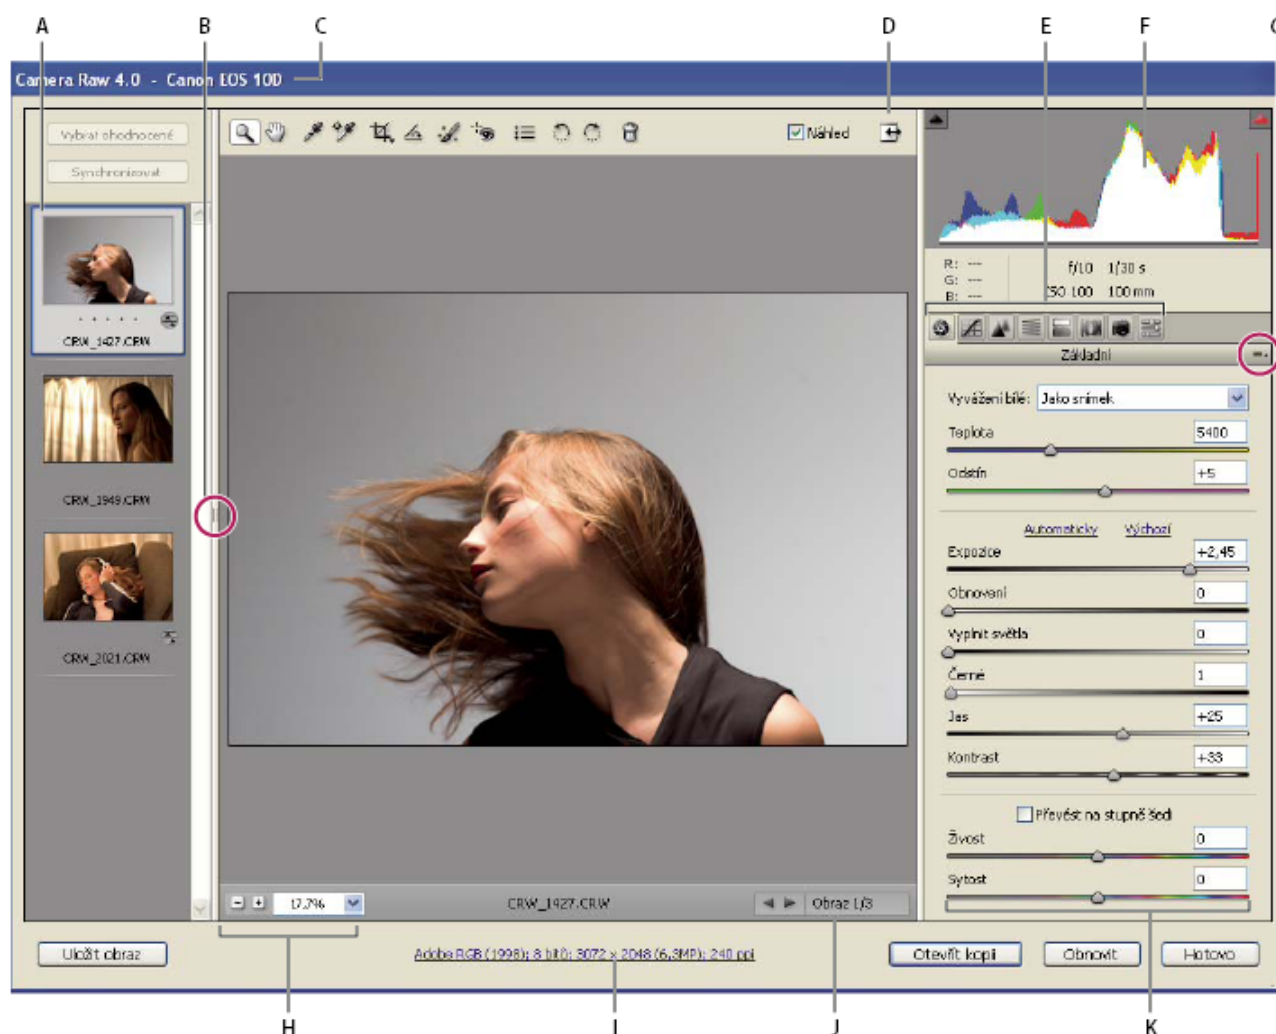 A B C D E F G
Camera Raw 4.0 - Canon EOS 10D
Vybrat ohodnocené
Synchronizovat
CRW_1427.CRW
CRW_1949.CRW
CRW_2021.CRW
Náhled
R: ---
G: ---
B: ---
f/10 1/30 s
ISO 100 100 mm
Základní
Vyvážení bílé: Jako snímek
Teplota 5400
Odstín +5
Automaticky Výchozí
Expozice +2,45
Obnovení 0
Vyplnit světla 0
Černé 1
Jas +25
Kontrast +33
Převést na stupně šedi
Živost 0
Sytost 0
17,7% CRW_1427.CRW Obraz 1/3
Uložit obraz
Adobe RGB (1998); 8 bitů; 3072 x 2048 (6,3MP); 240 ppi
Otevřít kopii Obnovit Hotovo
H I J K